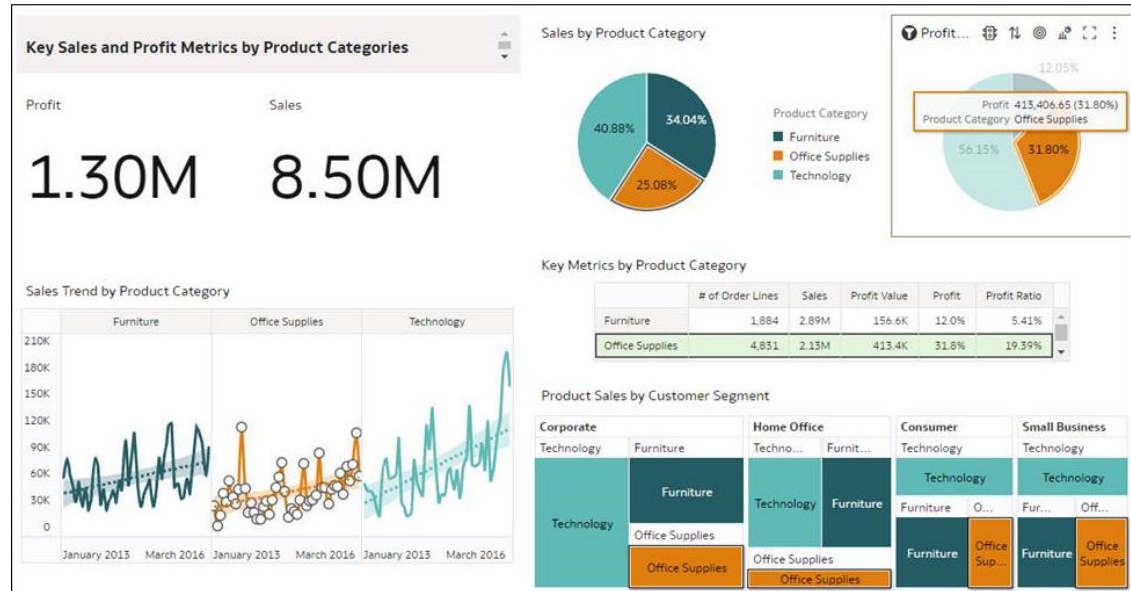 Key Sales and Profit Metrics by Product Categories
Profit
Sales
1.30M
8.50M
Sales by Product Category
40.88%
34.04%
25.08%
Product Category
Furniture
Office Supplies
Technology
Profit...
12.05%
Profit 413,406.65 (31.80%)
Product Category Office Supplies
56.15%
31.80%
Sales Trend by Product Category
Furniture Office Supplies Technology
210K
180K
150K
120K
90K
60K
30K
0
January 2013 March 2016 January 2013 March 2016 January 2013 March 2016
Key Metrics by Product Category
# of Order Lines Sales Profit Value Profit Profit Ratio
Furniture 1,884 2.89M 156.6K 12.0% 5.41%
Office Supplies 4,831 2.13M 413.4K 31.8% 19.39%
Product Sales by Customer Segment
Corporate Home Office Consumer Small Business
Technology Furniture Techno... Furnit... Technology Technology
Technology Technology
Furniture
Technology Furniture
Furniture O... Fur... Off...
Technology
Office Supplies
Office Supplies
Furniture Office Sup... Furniture Office Supplies
Office Supplies
Office Supplies